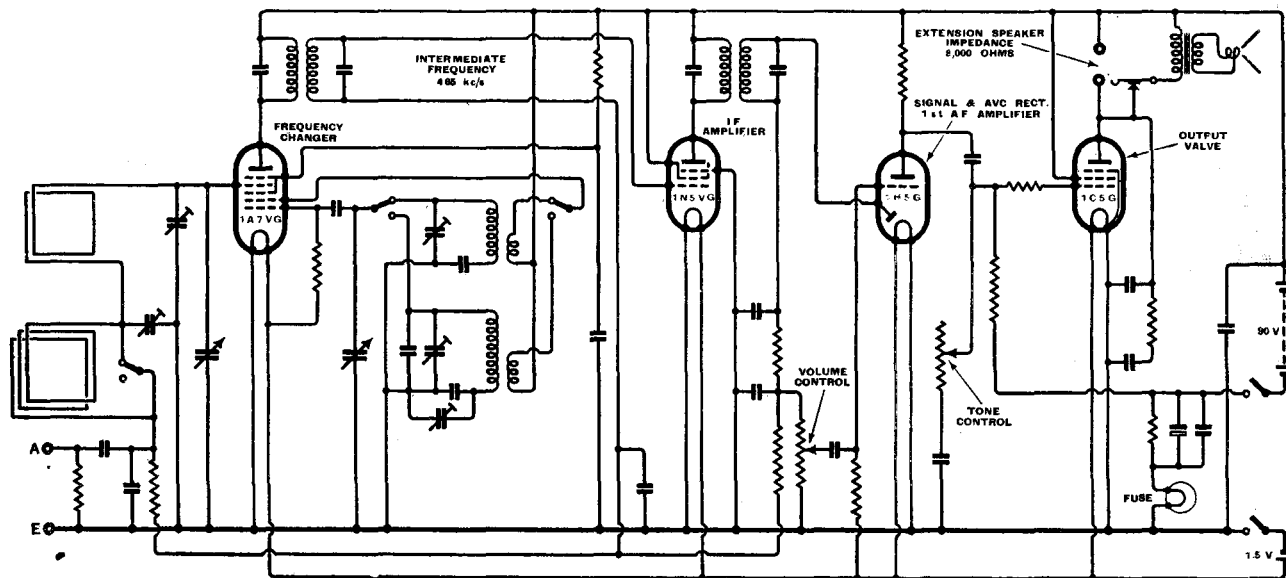 INTERMEDIATE
FREQUENCY
465 kc/s
FREQUENCY
CHANGER
1A7VG
IF
AMPLIFIER
1N5VG
SIGNAL & AVC RECT.
1st AF AMPLIFIER
1H5G
EXTENSION SPEAKER
IMPEDANCE
8,000 OHMS
OUTPUT
VALVE
1C5G
VOLUME
CONTROL
TONE
CONTROL
90 V
FUSE
1.5 V
A
E